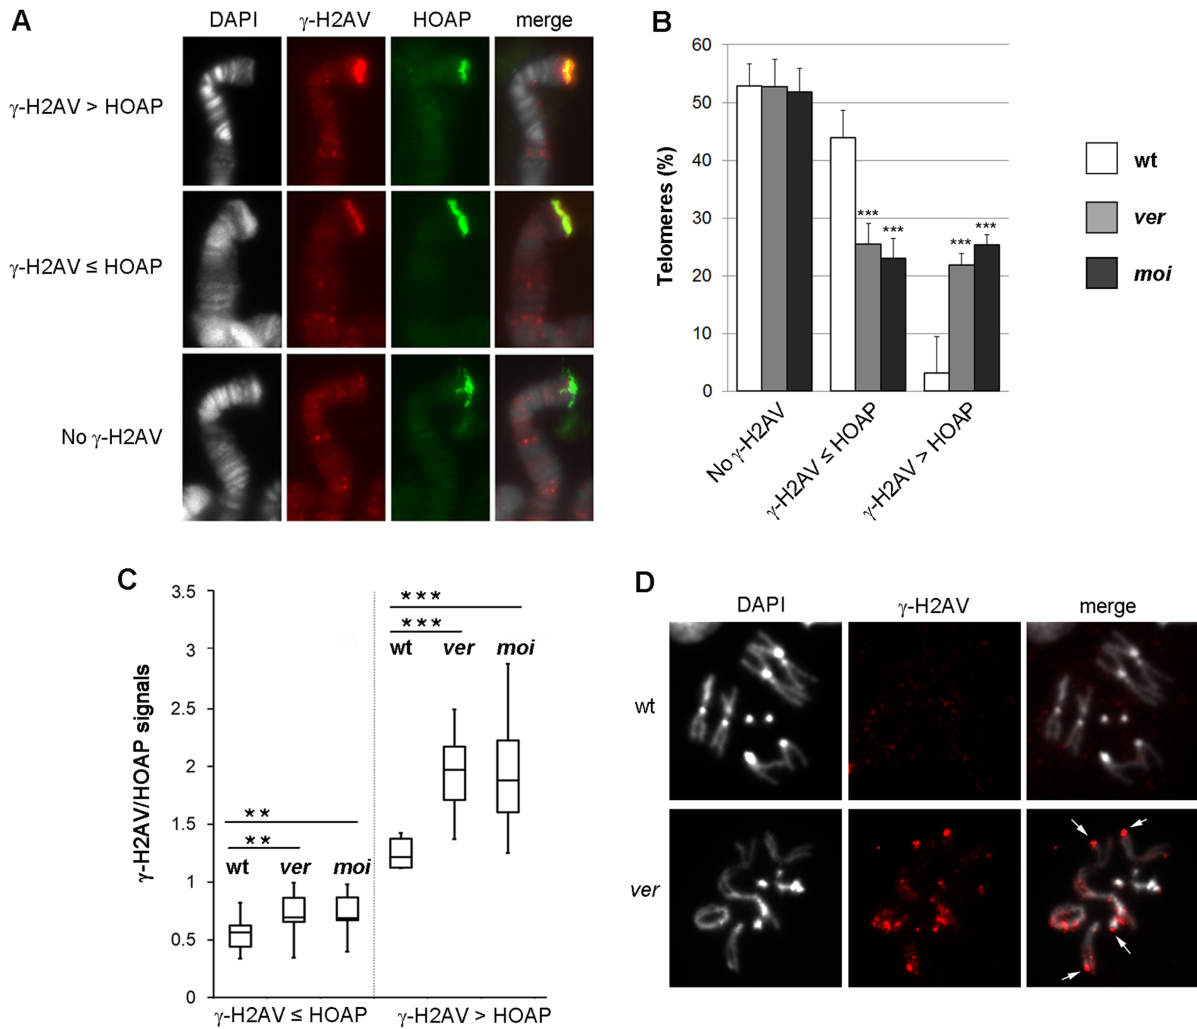 A
DAPI γ-H2AV HOAP merge
γ-H2AV > HOAP
γ-H2AV ≤ HOAP
No γ-H2AV
B
Telomeres (%)
60
50
40
30
20
10
0
*** ***
*** ***
No γ-H2AV
γ-H2AV ≤ HOAP
γ-H2AV > HOAP
wt
ver
moi
C
γ-H2AV/HOAP signals
3.5
3
2.5
2
1.5
1
0.5
0
**
**
wt ver moi
***
***
wt ver moi
γ-H2AV ≤ HOAP γ-H2AV > HOAP
D
DAPI γ-H2AV merge
wt
ver